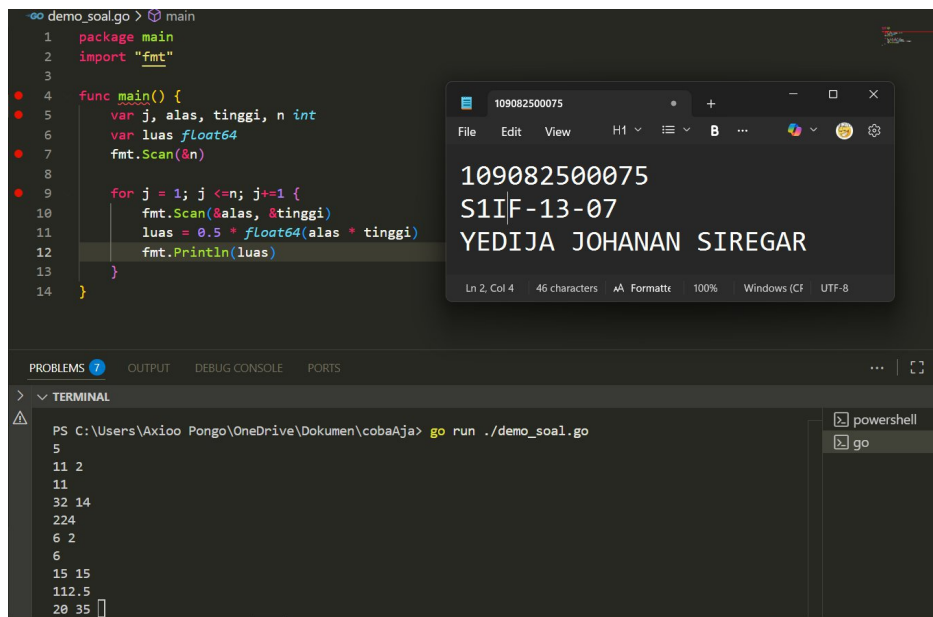 demo_soal.go > main
1 package main
2 import "fmt"
3
4 func main() {
5 var j, alas, tinggi, n int
6 var luas float64
7 fmt.Scan(&n)
8
9 for j = 1; j <=n; j+=1 {
10 fmt.Scan(&alas, &tinggi)
11 luas = 0.5 * float64(alas * tinggi)
12 fmt.Println(luas)
13 }
14 }
109082500075
File Edit View H1 B ...
109082500075
S1IF-13-07
YEDIJA JOHANAN SIREGAR
Ln 2, Col 4 46 characters Formatte 100% Windows (CF UTF-8
PROBLEMS 7 OUTPUT DEBUG CONSOLE PORTS ...
TERMINAL
PS C:\Users\Axioo Pongo\OneDrive\Dokumen\cobaAja> go run ./demo_soal.go
5
11 2
11
32 14
224
6 2
6
15 15
112.5
20 35
powershell
go